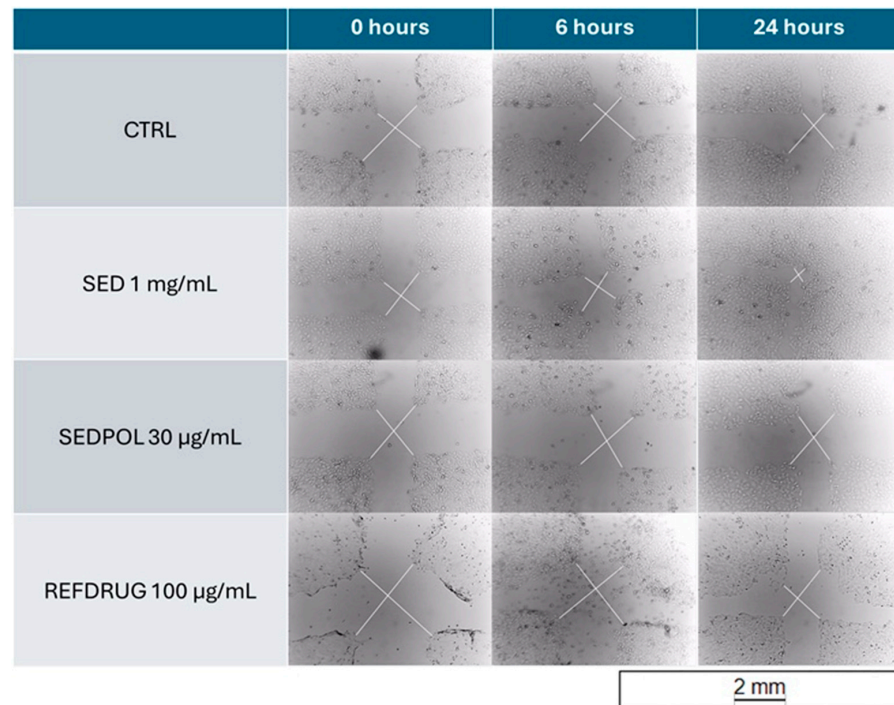 0 hours 6 hours 24 hours
CTRL
SED 1 mg/mL
SEDPOL 30 µg/mL
REFDRUG 100 µg/mL
2 mm